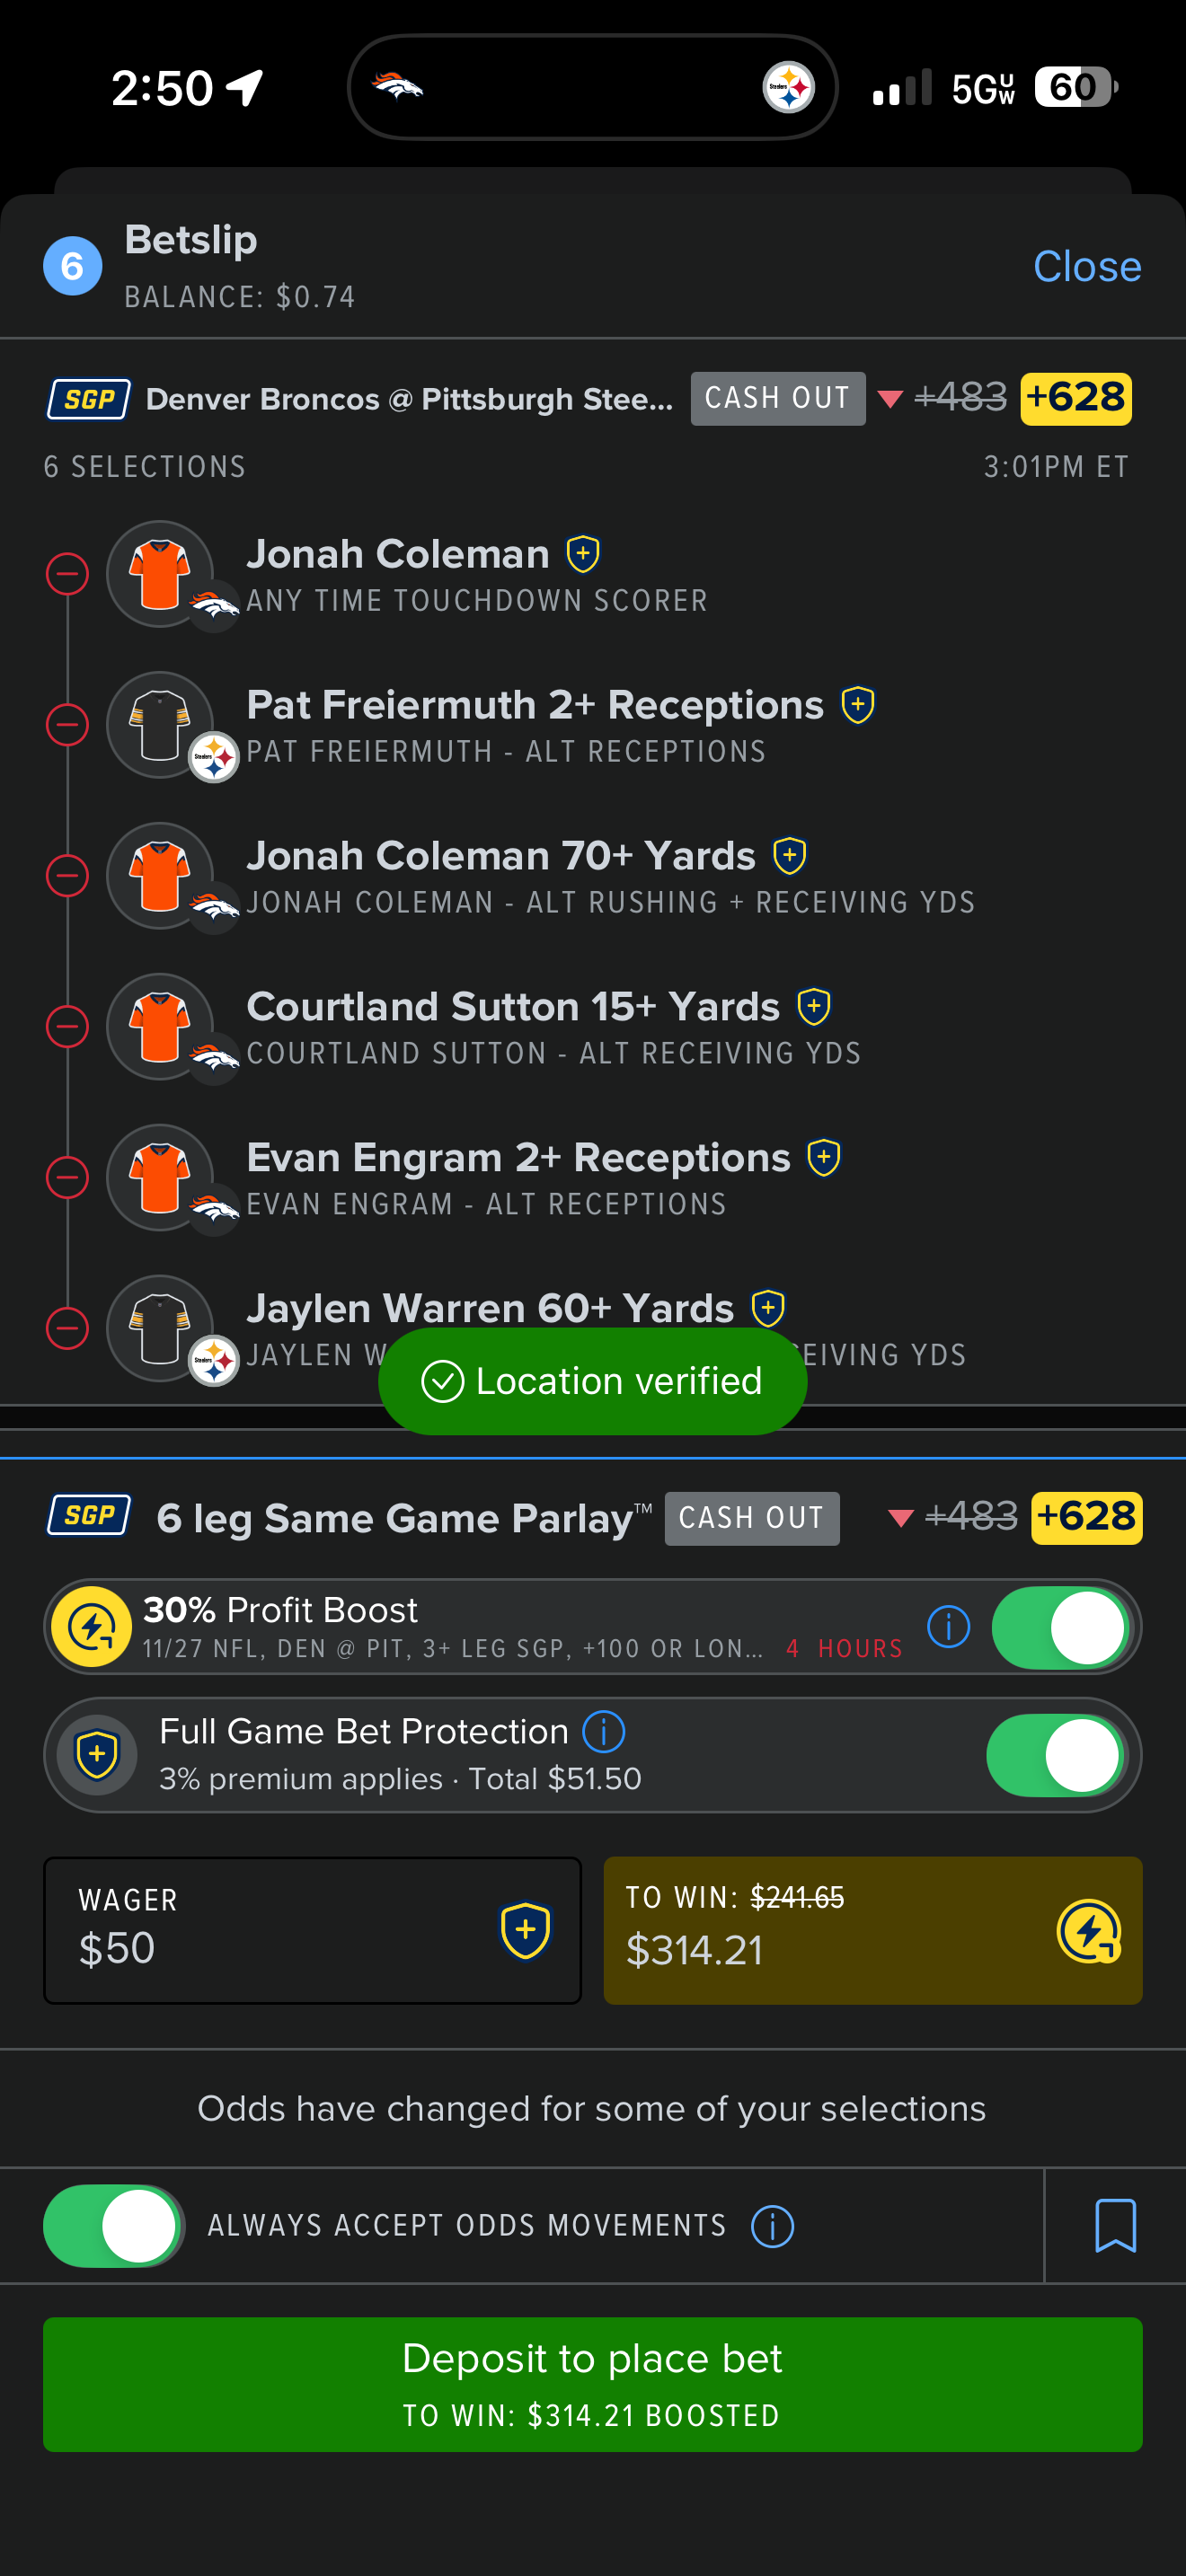 2:50
Steelers
5G UW
60
6
Betslip
BALANCE: $0.74
Close
SGP Denver Broncos @ Pittsburgh Stee... CASH OUT +483 +628
6 SELECTIONS
3:01PM ET
Jonah Coleman
ANY TIME TOUCHDOWN SCORER
Pat Freiermuth 2+ Receptions
Steelers
PAT FREIERMUTH - ALT RECEPTIONS
Jonah Coleman 70+ Yards
JONAH COLEMAN - ALT RUSHING + RECEIVING YDS
Courtland Sutton 15+ Yards
COURTLAND SUTTON - ALT RECEIVING YDS
Evan Engram 2+ Receptions
EVAN ENGRAM - ALT RECEPTIONS
Jaylen Warren 60+ Yards
Steelers
JAYLEN W
EIVING YDS
Location verified
SGP 6 leg Same Game Parlay™ CASH OUT +483 +628
30% Profit Boost
11/27 NFL, DEN @ PIT, 3+ LEG SGP, +100 OR LON... 4 HOURS
Full Game Bet Protection
3% premium applies · Total $51.50
WAGER
$50
TO WIN: $241.65
$314.21
Odds have changed for some of your selections
ALWAYS ACCEPT ODDS MOVEMENTS
Deposit to place bet
TO WIN: $314.21 BOOSTED